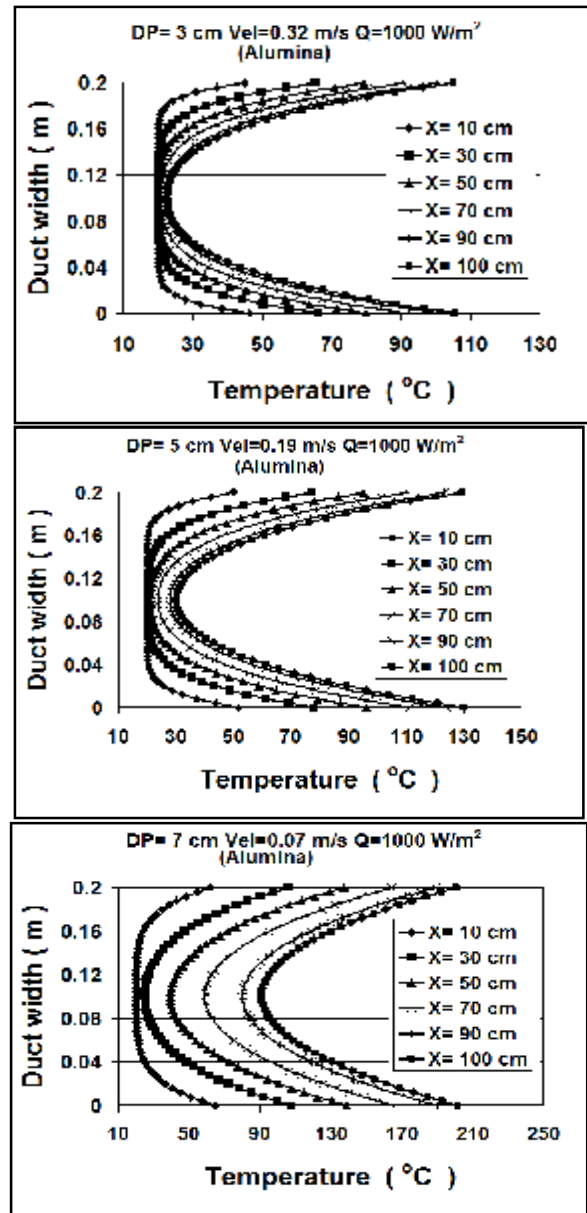 DP= 3 cm Vel=0.32 m/s Q=1000 W/m²
(Alumina)
0.2
0.16
0.12
0.08
0.04
0
Duct width ( m )
X= 10 cm
X= 30 cm
X= 50 cm
X= 70 cm
X= 90 cm
X= 100 cm
10 30 50 70 90 110 130
Temperature ( °C )
DP= 5 cm Vel=0.19 m/s Q=1000 W/m²
(Alumina)
0.2
0.16
0.12
0.08
0.04
0
Duct width ( m )
X= 10 cm
X= 30 cm
X= 50 cm
X= 70 cm
X= 90 cm
X= 100 cm
10 30 50 70 90 110 130 150
Temperature ( °C )
DP= 7 cm Vel=0.07 m/s Q=1000 W/m²
(Alumina)
0.2
0.16
0.12
0.08
0.04
0
Duct width ( m )
X= 10 cm
X= 30 cm
X= 50 cm
X= 70 cm
X= 90 cm
X= 100 cm
10 50 90 130 170 210 250
Temperature ( °C )